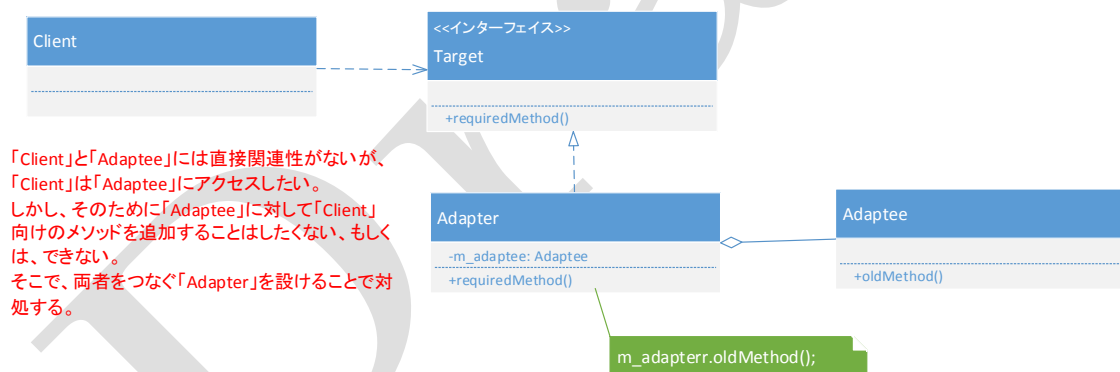 Client
<<インターフェイス>>
Target
+requiredMethod()
「Client」と「Adaptee」には直接関連性がないが、
「Client」は「Adaptee」にアクセスしたい。
しかし、そのために「Adaptee」に対して「Client」
向けのメソッドを追加することはしたくない、もしく
は、できない。
そこで、両者をつなぐ「Adapter」を設けることで対
処する。
Adapter
-m_adaptee: Adaptee
+requiredMethod()
Adaptee
+oldMethod()
m_adapterr.oldMethod();